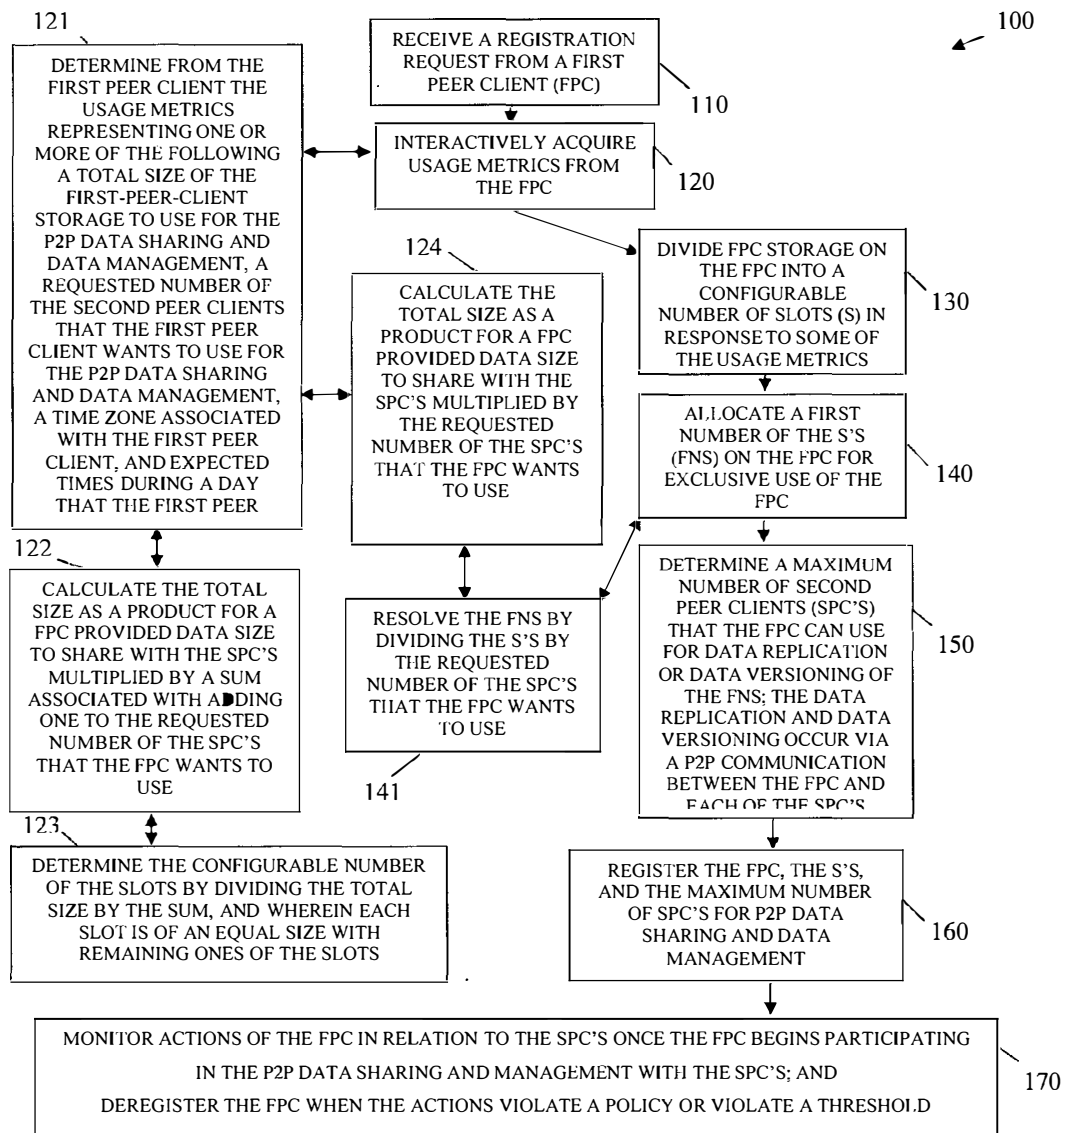 100
121
DETERMINE FROM THE
FIRST PEER CLIENT THE
USAGE METRICS
REPRESENTING ONE OR
MORE OF THE FOLLOWING
A TOTAL SIZE OF THE
FIRST-PEER-CLIENT
STORAGE TO USE FOR THE
P2P DATA SHARING AND
DATA MANAGEMENT, A
REQUESTED NUMBER OF
THE SECOND PEER CLIENTS
THAT THE FIRST PEER
CLIENT WANTS TO USE FOR
THE P2P DATA SHARING
AND DATA MANAGEMENT,
A TIME ZONE ASSOCIATED
WITH THE FIRST PEER
CLIENT, AND EXPECTED
TIMES DURING A DAY
THAT THE FIRST PEER
RECEIVE A REGISTRATION
REQUEST FROM A FIRST
PEER CLIENT (FPC)
110
INTERACTIVELY ACQUIRE
USAGE METRICS FROM
THE FPC
120
124
CALCULATE THE
TOTAL SIZE AS A
PRODUCT FOR A FPC
PROVIDED DATA SIZE
TO SHARE WITH THE
SPC'S MULTIPLIED BY
THE REQUESTED
NUMBER OF THE SPC'S
THAT THE FPC WANTS
TO USE
DIVIDE FPC STORAGE ON
THE FPC INTO A
CONFIGURABLE
NUMBER OF SLOTS (S) IN
RESPONSE TO SOME OF
THE USAGE METRICS
130
ALLOCATE A FIRST
NUMBER OF THE S'S
(FNS) ON THE FPC FOR
EXCLUSIVE USE OF THE
FPC
140
122
CALCULATE THE TOTAL
SIZE AS A PRODUCT FOR A
FPC PROVIDED DATA SIZE
TO SHARE WITH THE SPC'S
MULTIPLIED BY A SUM
ASSOCIATED WITH ADDING
ONE TO THE REQUESTED
NUMBER OF THE SPC'S
THAT THE FPC WANTS TO
USE
RESOLVE THE FNS BY
DIVIDING THE S'S BY
THE REQUESTED
NUMBER OF THE SPC'S
THAT THE FPC WANTS
TO USE
141
DETERMINE A MAXIMUM
NUMBER OF SECOND
PEER CLIENTS (SPC'S)
THAT THE FPC CAN USE
FOR DATA REPLICATION
OR DATA VERSIONING OF
THE FNS; THE DATA
REPLICATION AND DATA
VERSIONING OCCUR VIA
A P2P COMMUNICATION
BETWEEN THE FPC AND
EACH OF THE SPC'S
150
123
DETERMINE THE CONFIGURABLE NUMBER
OF THE SLOTS BY DIVIDING THE TOTAL
SIZE BY THE SUM, AND WHEREIN EACH
SLOT IS OF AN EQUAL SIZE WITH
REMAINING ONES OF THE SLOTS
REGISTER THE FPC, THE S'S,
AND THE MAXIMUM NUMBER
OF SPC'S FOR P2P DATA
SHARING AND DATA
MANAGEMENT
160
MONITOR ACTIONS OF THE FPC IN RELATION TO THE SPC'S ONCE THE FPC BEGINS PARTICIPATING
IN THE P2P DATA SHARING AND MANAGEMENT WITH THE SPC'S; AND
DEREGISTER THE FPC WHEN THE ACTIONS VIOLATE A POLICY OR VIOLATE A THRESHOLD
170